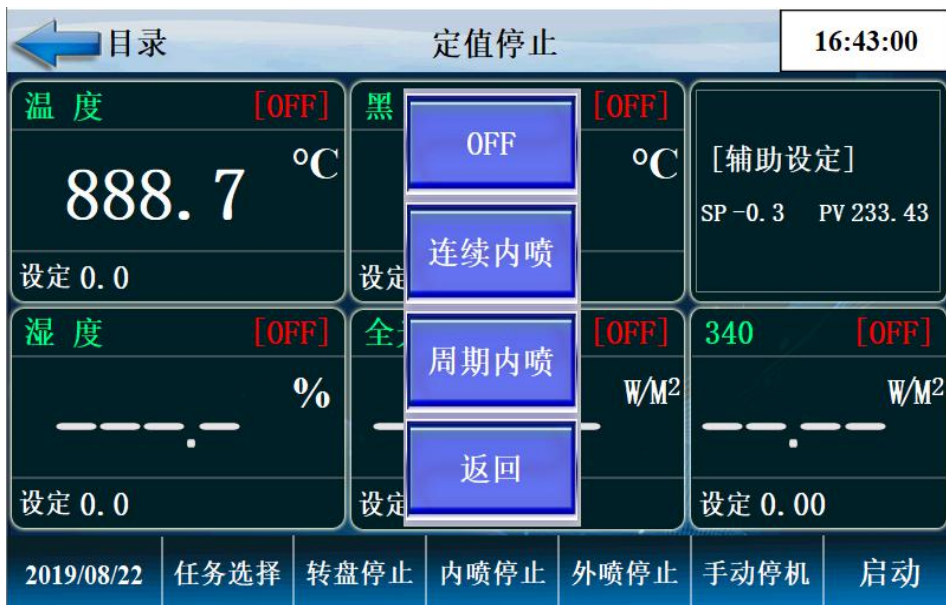 目录
定值停止
16:43:00
温 度 [OFF]
888.7 °C
设定 0.0
黑 [OFF]
°C
设定
[辅助设定]
SP -0.3 PV 233.43
OFF
连续内喷
周期内喷
返回
湿 度 [OFF]
----.- %
设定 0.0
全 [OFF]
W/M²
设定
340 [OFF]
----.-- W/M²
设定 0.00
2019/08/22 任务选择 转盘停止 内喷停止 外喷停止 手动停机 启动